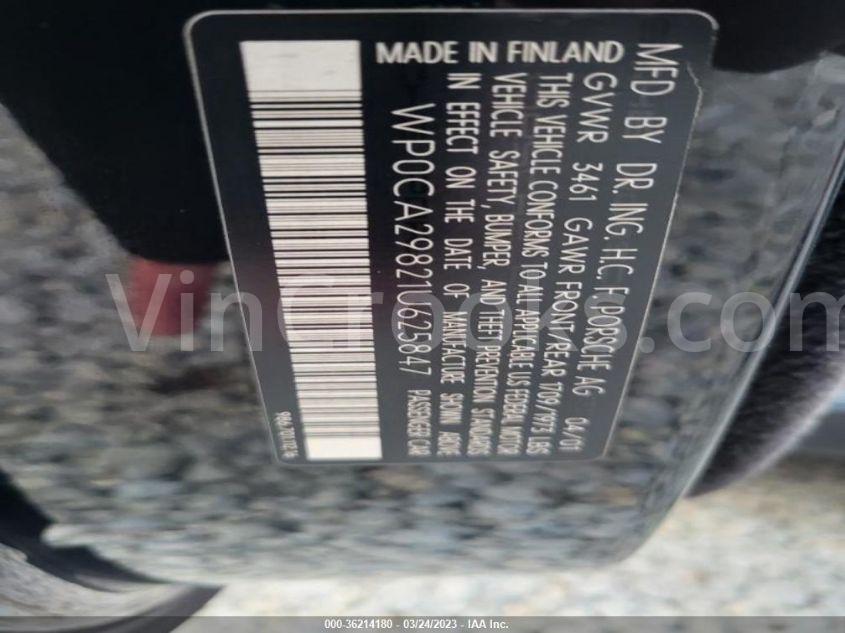 MFD BY DR. ING. H.C. F. PORSCHE AG 04/01
GVWR 3461 GAWR FRONT/REAR 1709/1973 LBS
THIS VEHICLE CONFORMS TO ALL APPLICABLE U.S FEDERAL MOTOR
VEHICLE SAFETY, BUMPER, AND THEFT PREVENTION STANDARDS
IN EFFECT ON THE DATE OF MANUFACTURE SHOWN ABOVE
WP0CA29821U625847 PASSENGER CAR
MADE IN FINLAND
VinCrooks.com
000-36214180 - 03/24/2023 - IAA Inc.